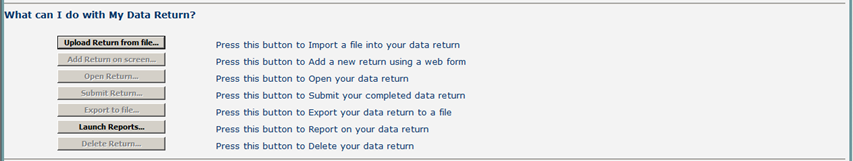 What can I do with My Data Return?
Upload Return from file... Press this button to Import a file into your data return
Add Return on screen... Press this button to Add a new return using a web form
Open Return... Press this button to Open your data return
Submit Return... Press this button to Submit your completed data return
Export to file... Press this button to Export your data return to a file
Launch Reports... Press this button to Report on your data return
Delete Return... Press this button to Delete your data return